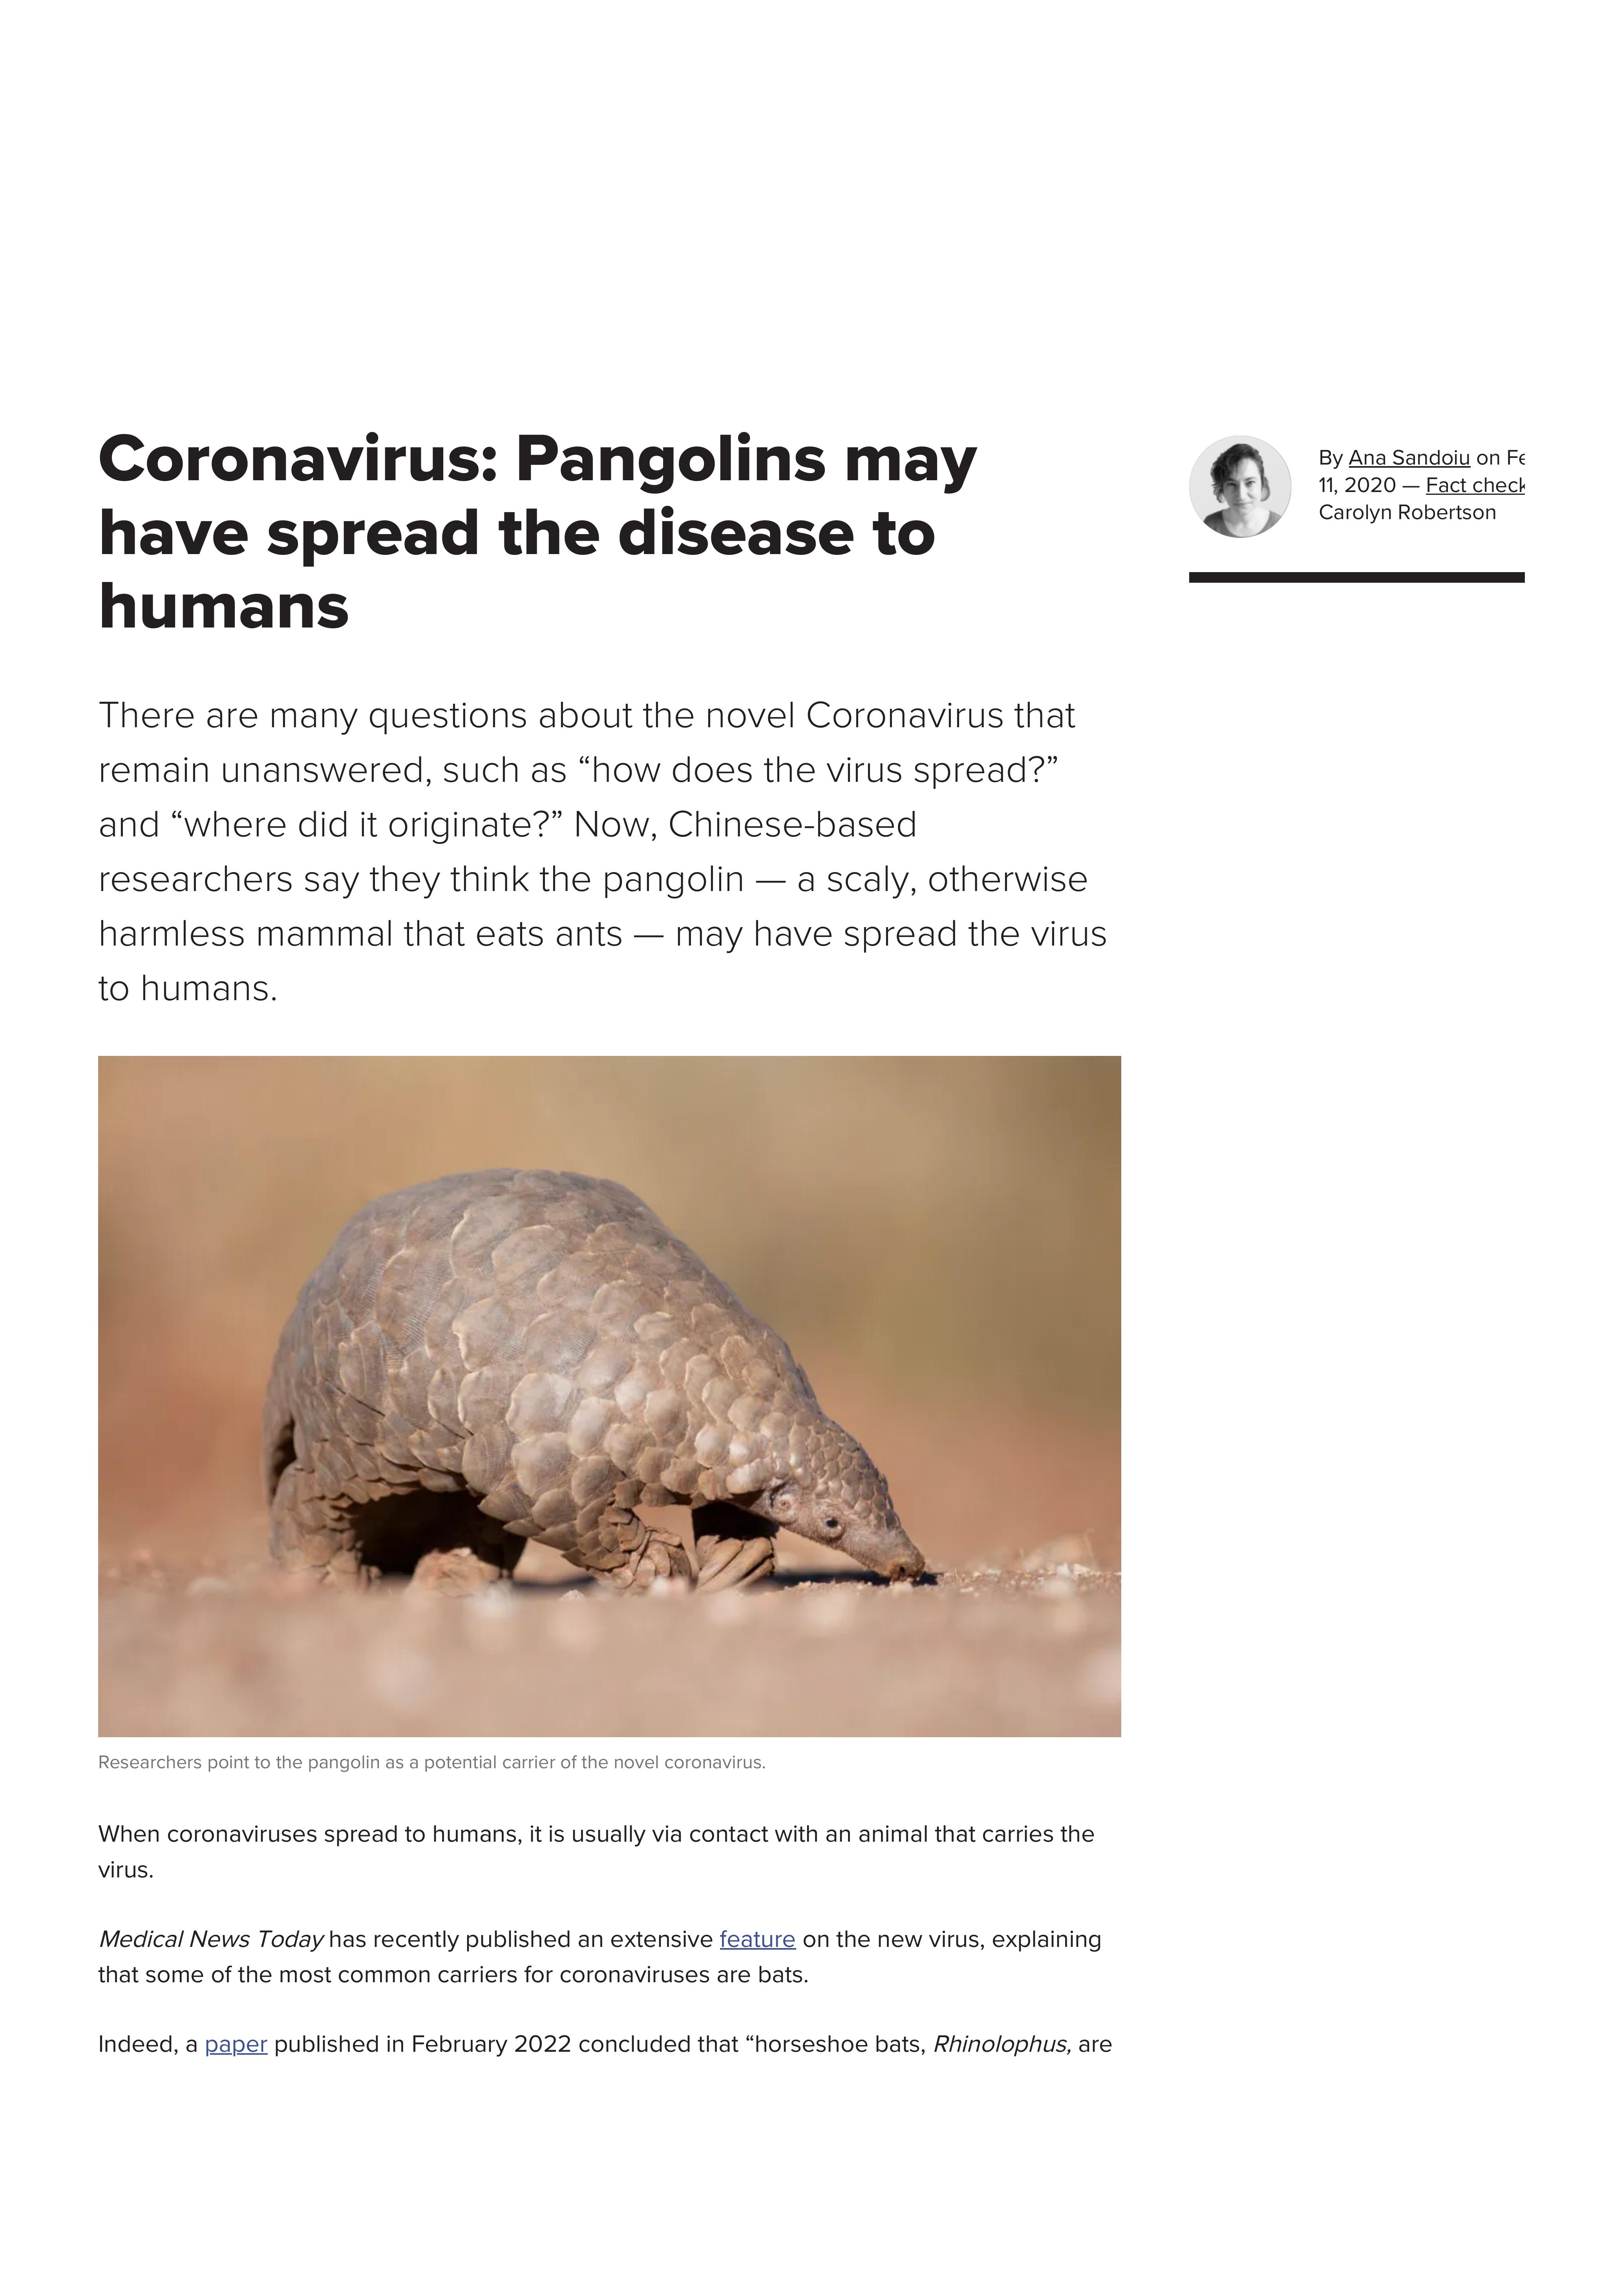 Coronavirus: Pangolins may
have spread the disease to
humans
By Ana Sandoiu on Fe
11, 2020 — Fact check
Carolyn Robertson
There are many questions about the novel Coronavirus that
remain unanswered, such as “how does the virus spread?”
and “where did it originate?” Now, Chinese-based
researchers say they think the pangolin — a scaly, otherwise
harmless mammal that eats ants — may have spread the virus
to humans.
Researchers point to the pangolin as a potential carrier of the novel coronavirus.
When coronaviruses spread to humans, it is usually via contact with an animal that carries the
virus.
Medical News Today has recently published an extensive feature on the new virus, explaining
that some of the most common carriers for coronaviruses are bats.
Indeed, a paper published in February 2022 concluded that “horseshoe bats, Rhinolophus, are